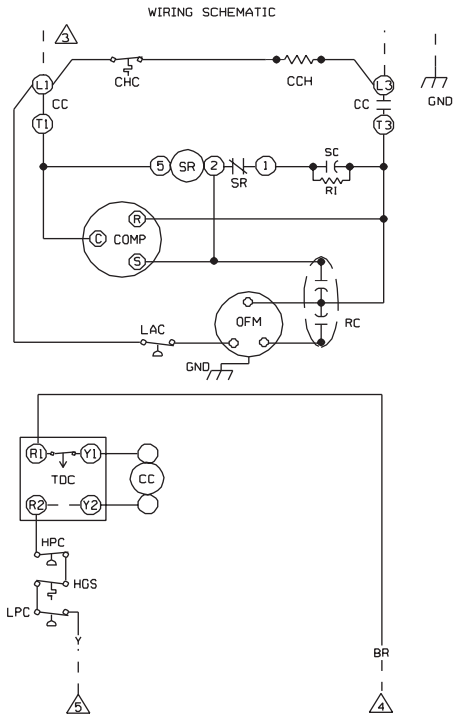 WIRING SCHEMATIC
3
L1
CHC
CCH
L3
CC
CC
GND
T1
T3
5
SR
2
SR
1
SC
RI
R
C
COMP
S
OFM
RC
LAC
GND
R1
Y1
TDC
CC
R2
Y2
HPC
HGS
LPC
Y
BR
5
4